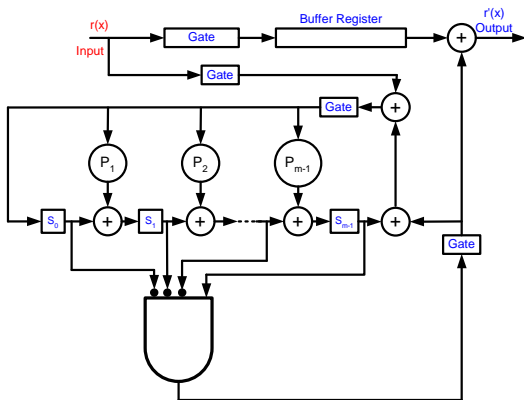 r(x)
Input
Gate
Buffer Register
r'(x)
Output
Gate
Gate
+
+
P1
P2
Pm-1
S0
+
S1
+
+
Sm-1
+
Gate